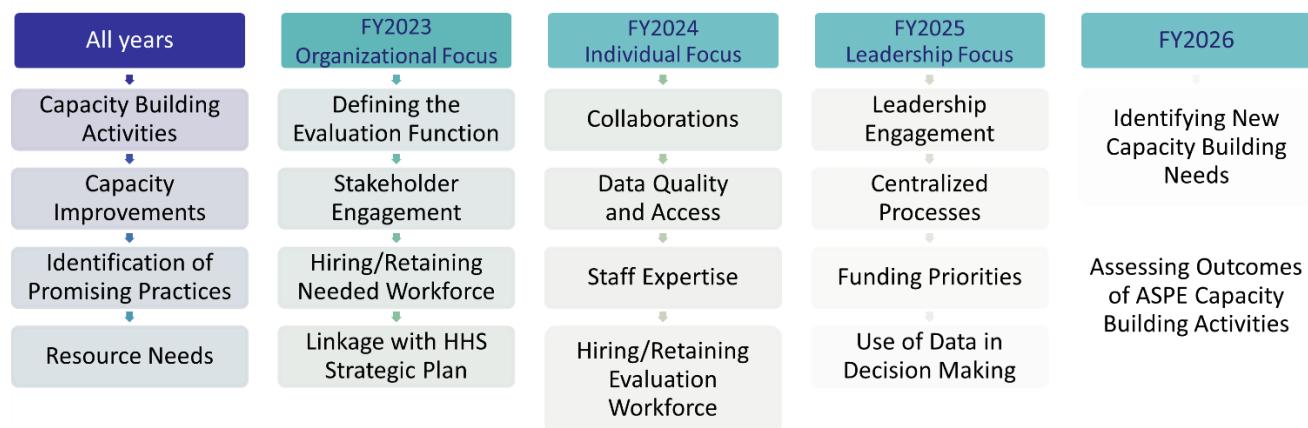 All years
Capacity Building
Activities
Capacity
Improvements
Identification of
Promising Practices
Resource Needs
FY2023
Organizational Focus
Defining the
Evaluation Function
Stakeholder
Engagement
Hiring/Retaining
Needed Workforce
Linkage with HHS
Strategic Plan
FY2024
Individual Focus
Collaborations
Data Quality
and Access
Staff Expertise
Hiring/Retaining
Evaluation
Workforce
FY2025
Leadership Focus
Leadership
Engagement
Centralized
Processes
Funding Priorities
Use of Data in
Decision Making
FY2026
Identifying New
Capacity Building
Needs
Assessing Outcomes
of ASPE Capacity
Building Activities